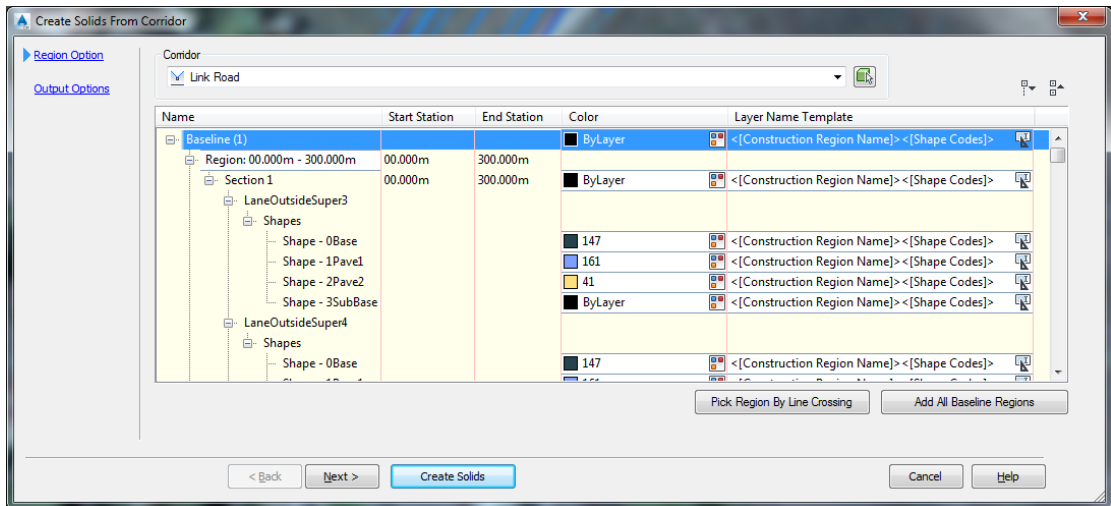 Create Solids From Corridor
Region Option
Output Options
Corridor
Link Road
Name Start Station End Station Color Layer Name Template
Baseline (1) ByLayer <[Construction Region Name]><[Shape Codes]>
Region: 00.000m - 300.000m 00.000m 300.000m
Section 1 00.000m 300.000m ByLayer <[Construction Region Name]><[Shape Codes]>
LaneOutsideSuper3
Shapes
Shape - 0Base 147 <[Construction Region Name]><[Shape Codes]>
Shape - 1Pave1 161 <[Construction Region Name]><[Shape Codes]>
Shape - 2Pave2 41 <[Construction Region Name]><[Shape Codes]>
Shape - 3SubBase ByLayer <[Construction Region Name]><[Shape Codes]>
LaneOutsideSuper4
Shapes
Shape - 0Base 147 <[Construction Region Name]><[Shape Codes]>
Pick Region By Line Crossing Add All Baseline Regions
< Back Next > Create Solids Cancel Help